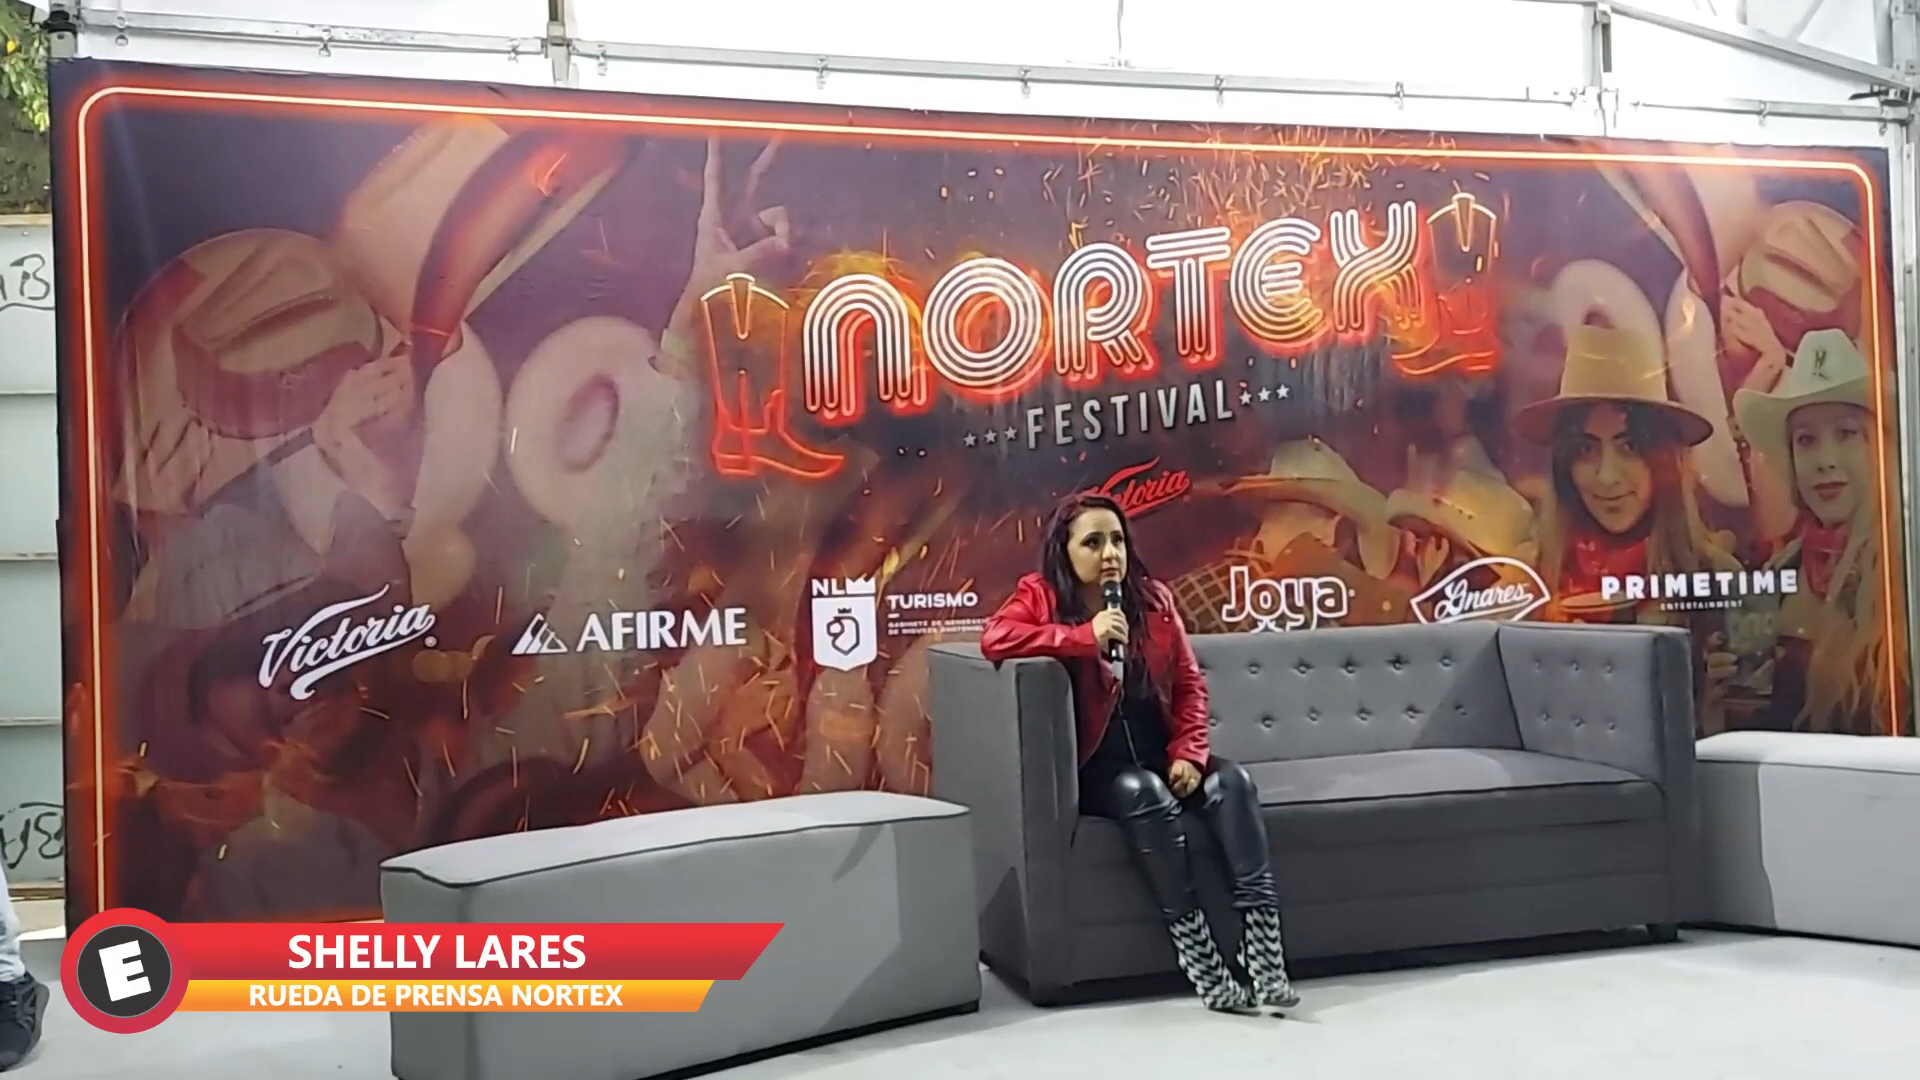 NORTEX
FESTIVAL
Victoria
Victoria
AFIRME
NL
TURISMO
Joya
Linares
PRIMETIME
ENTERTAINMENT
E
SHELLY LARES
RUEDA DE PRENSA NORTEX